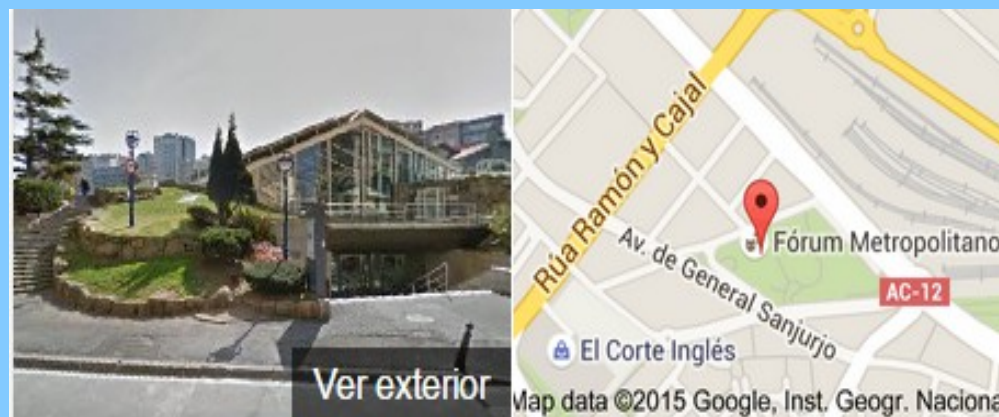 Ver exterior
Rúa Ramón y Cajal
Av. de General Sanjurjo
Fórum Metropolitano
AC-12
El Corte Inglés
Map data ©2015 Google, Inst. Geogr. Naciona